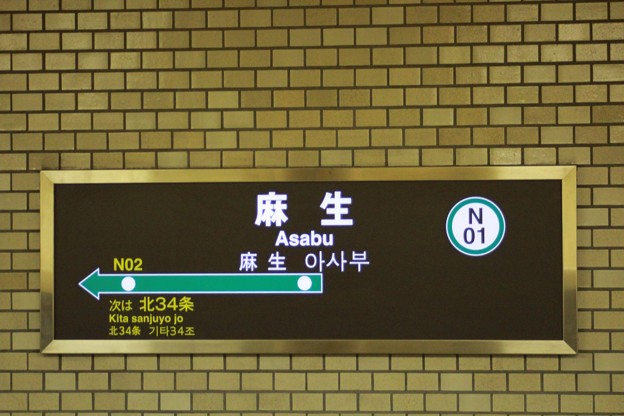 麻生
Asabu
麻生 아사부
N
01
N02
次は 北34条
Kita sanjuyo jo
北34条 기타34조